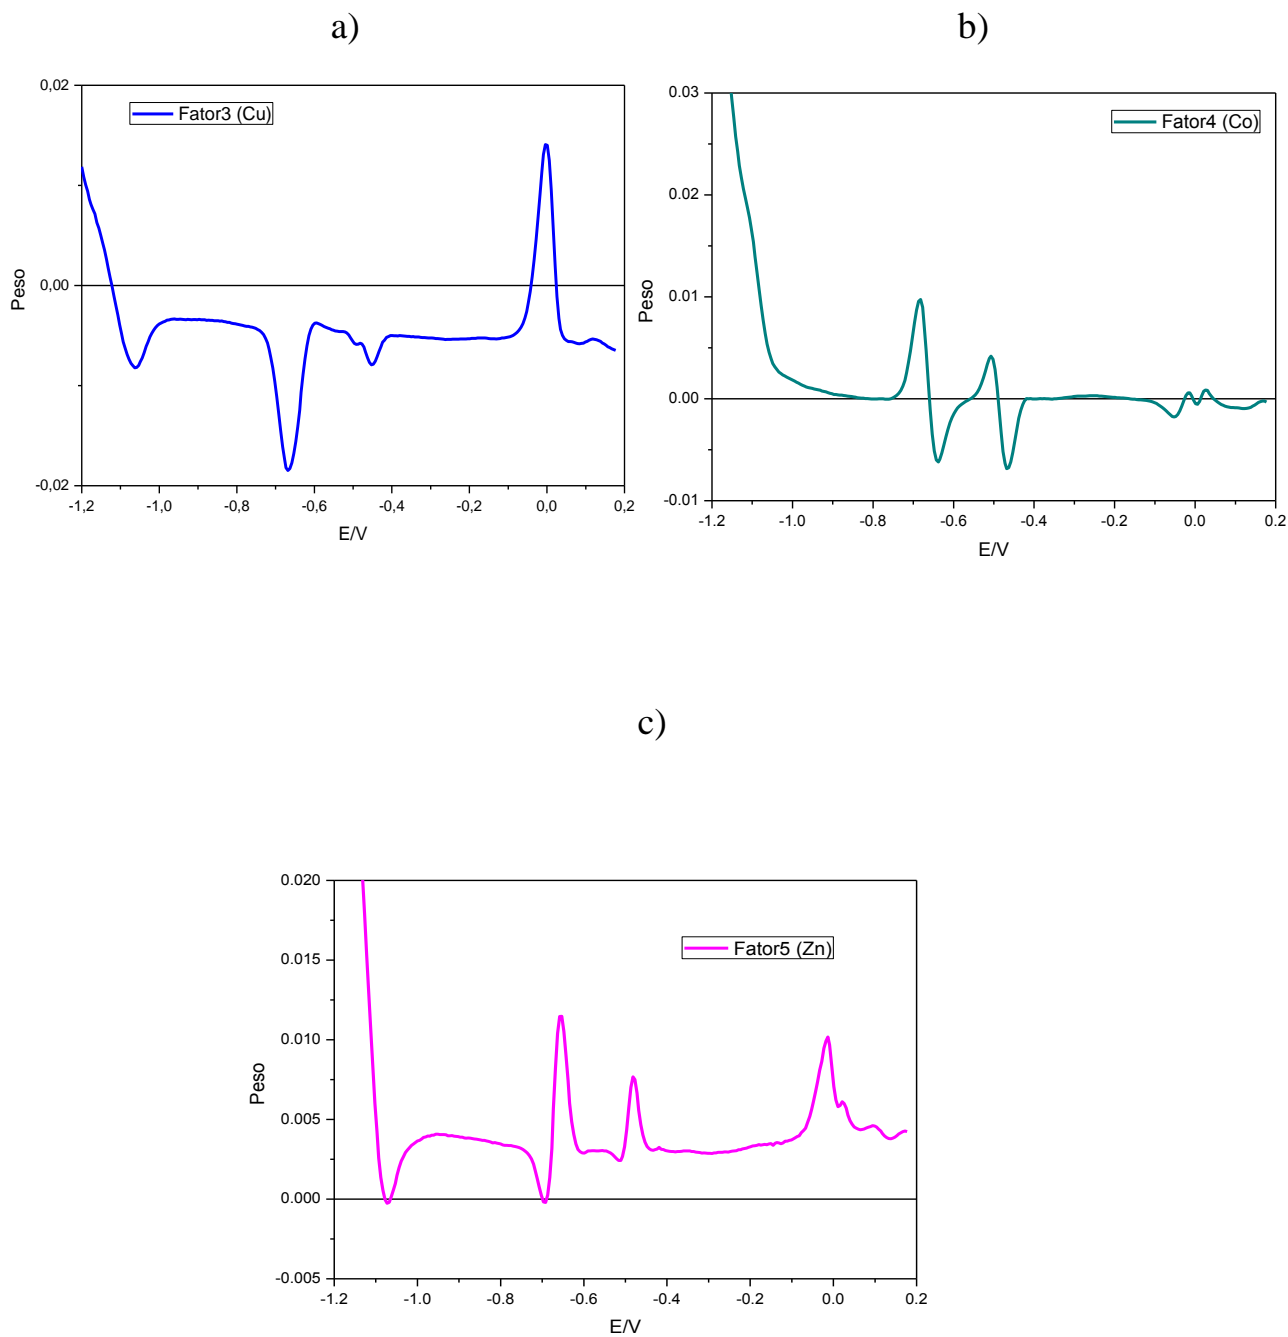 a)
b)
0,02
0,00
-0,02
Peso
Fator3 (Cu)
-1,2 -1,0 -0,8 -0,6 -0,4 -0,2 0,0 0,2
E/V
0.03
0.02
0.01
0.00
-0.01
Peso
Fator4 (Co)
-1.2 -1.0 -0.8 -0.6 -0.4 -0.2 0.0 0.2
E/V
c)
0.020
0.015
0.010
0.005
0.000
-0.005
Peso
Fator5 (Zn)
-1.2 -1.0 -0.8 -0.6 -0.4 -0.2 0.0 0.2
E/V